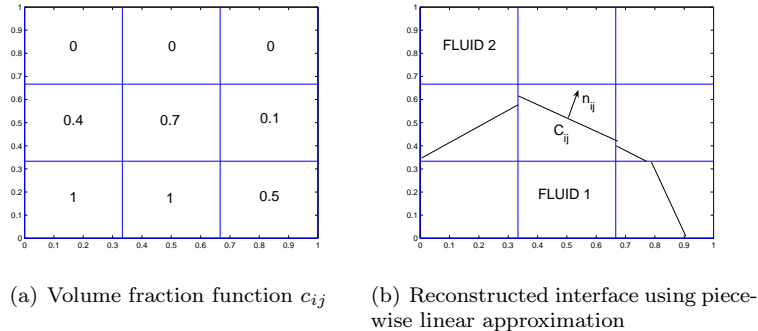 1
0.9
0.8
0.7
0.6
0.5
0.4
0.3
0.2
0.1
0
0 0 0
0.4 0.7 0.1
1 1 0.5
0 0.1 0.2 0.3 0.4 0.5 0.6 0.7 0.8 0.9 1
1
0.9
0.8
0.7
0.6
0.5
0.4
0.3
0.2
0.1
0
FLUID 2
n_ij
C_ij
FLUID 1
0 0.1 0.2 0.3 0.4 0.5 0.6 0.7 0.8 0.9 1
(a) Volume fraction function c_ij
(b) Reconstructed interface using piece-
wise linear approximation